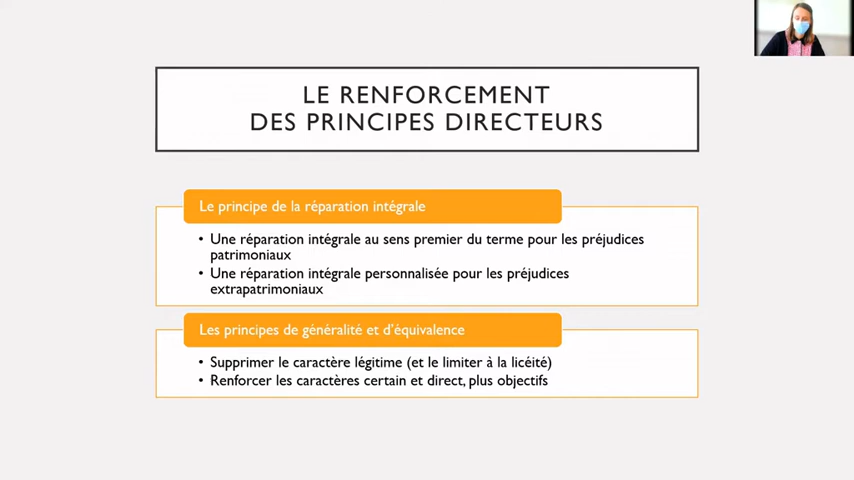 LE RENFORCEMENT
DES PRINCIPES DIRECTEURS
Le principe de la réparation intégrale
• Une réparation intégrale au sens premier du terme pour les préjudices
patrimoniaux
• Une réparation intégrale personnalisée pour les préjudices
extrapatrimoniaux
Les principes de généralité et d'équivalence
• Supprimer le caractère légitime (et le limiter à la licéité)
• Renforcer les caractères certain et direct, plus objectifs